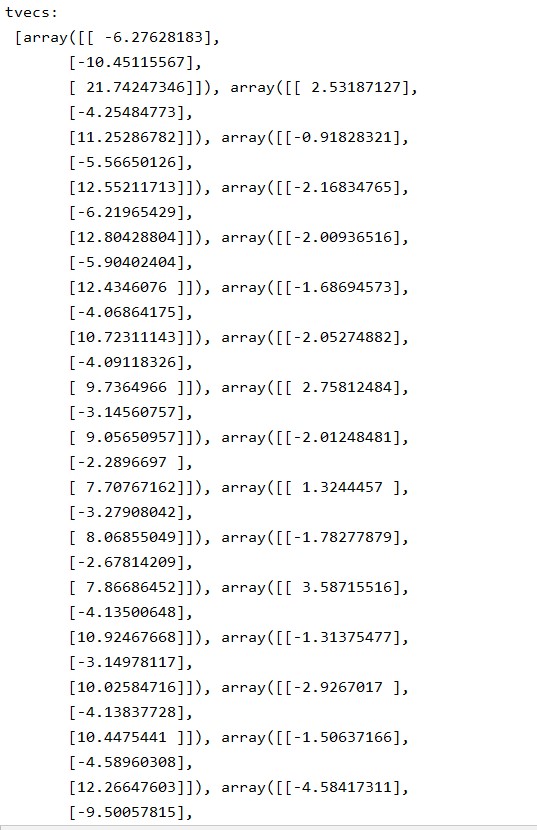 tvecs:
[array([[ -6.27628183],
[-10.45115567],
[ 21.74247346]]), array([[ 2.53187127],
[-4.25484773],
[11.25286782]]), array([[-0.91828321],
[-5.56650126],
[12.55211713]]), array([[-2.16834765],
[-6.21965429],
[12.80428804]]), array([[-2.00936516],
[-5.90402404],
[12.4346076 ]]), array([[-1.68694573],
[-4.06864175],
[10.72311143]]), array([[-2.05274882],
[-4.09118326],
[ 9.7364966 ]]), array([[ 2.75812484],
[-3.14560757],
[ 9.05650957]]), array([[-2.01248481],
[-2.2896697 ],
[ 7.70767162]]), array([[ 1.3244457 ],
[-3.27908042],
[ 8.06855049]]), array([[-1.78277879],
[-2.67814209],
[ 7.86686452]]), array([[ 3.58715516],
[-4.13500648],
[10.92467668]]), array([[-1.31375477],
[-3.14978117],
[10.02584716]]), array([[-2.9267017 ],
[-4.13837728],
[10.4475441 ]]), array([[-1.50637166],
[-4.58960308],
[12.26647603]]), array([[-4.58417311],
[-9.50057815],